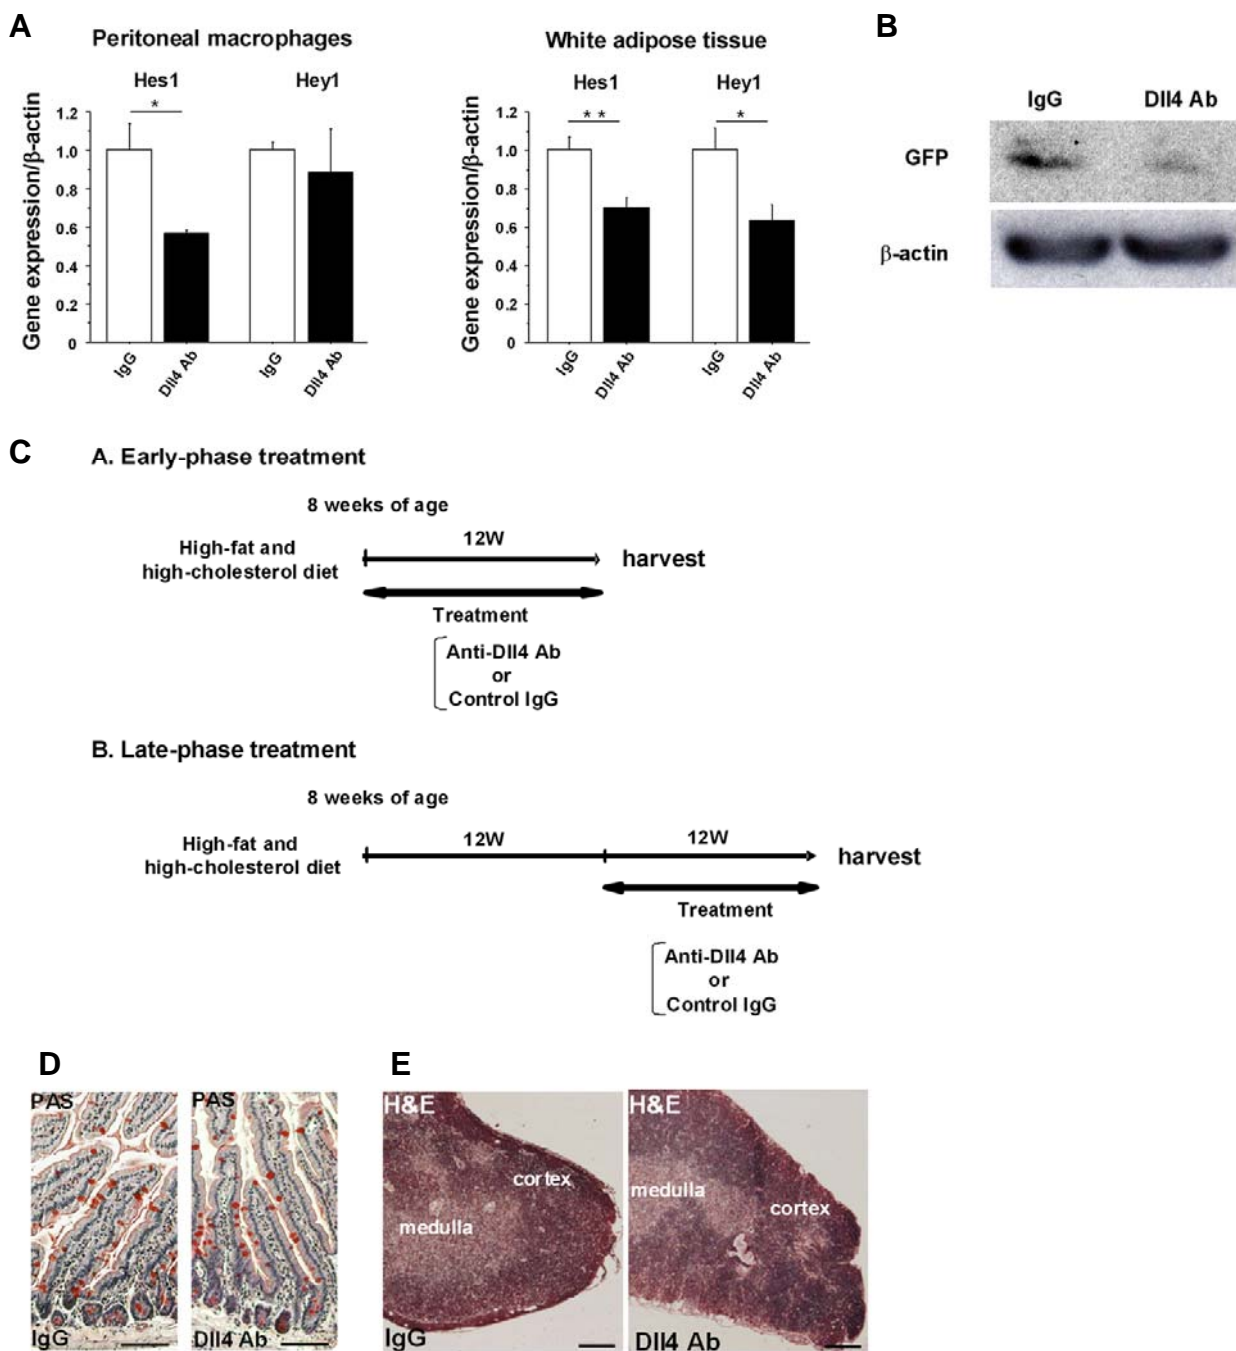 A
Peritoneal macrophages
Hes1
Hey1
*
Gene expression/β-actin
1.2
1.0
0.8
0.6
0.4
0.2
0
IgG
Dll4 Ab
IgG
Dll4 Ab
White adipose tissue
Hes1
Hey1
* *
*
Gene expression/β-actin
1.2
1.0
0.8
0.6
0.4
0.2
0
IgG
Dll4 Ab
IgG
Dll4 Ab
B
IgG
Dll4 Ab
GFP
β-actin
C
A. Early-phase treatment
8 weeks of age
High-fat and
high-cholesterol diet
12W
harvest
Treatment
Anti-Dll4 Ab
or
Control IgG
B. Late-phase treatment
8 weeks of age
High-fat and
high-cholesterol diet
12W
12W
harvest
Treatment
Anti-Dll4 Ab
or
Control IgG
D
PAS
IgG
PAS
Dll4 Ab
E
H&E
cortex
medulla
IgG
H&E
medulla
cortex
Dll4 Ab